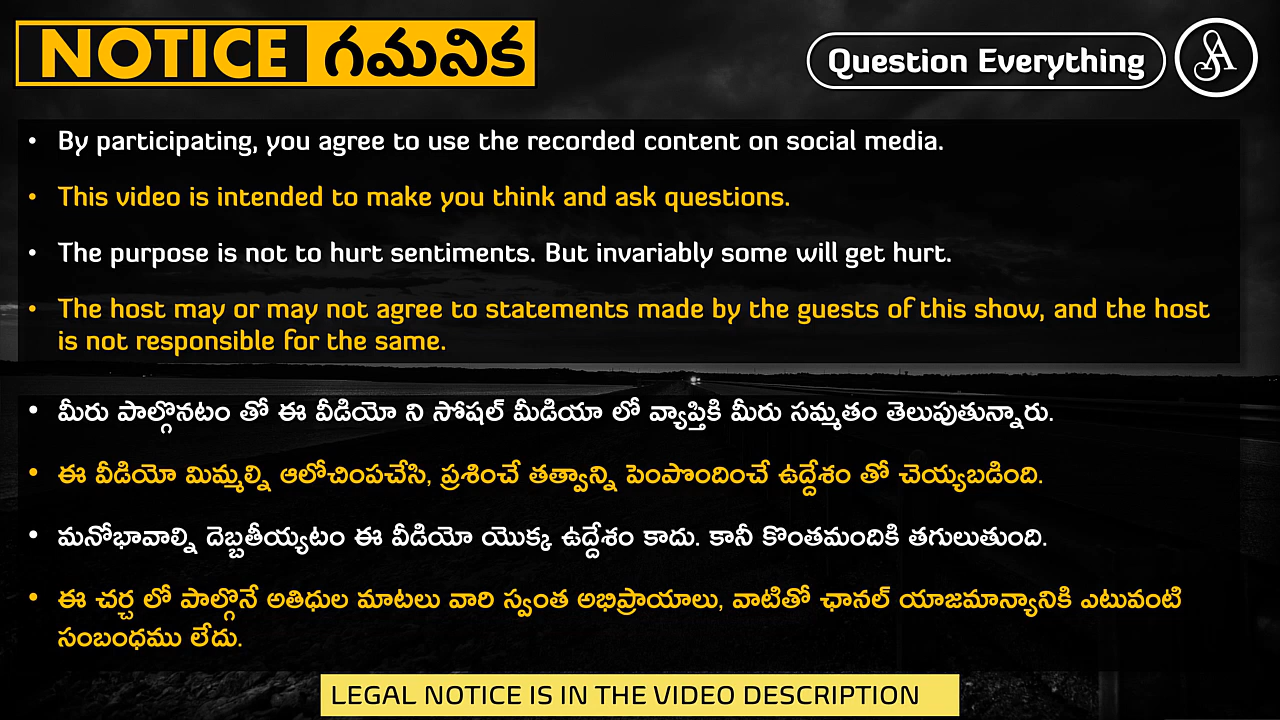 NOTICE గమనిక
Question Everything
• By participating, you agree to use the recorded content on social media.
• This video is intended to make you think and ask questions.
• The purpose is not to hurt sentiments. But invariably some will get hurt.
• The host may or may not agree to statements made by the guests of this show, and the host
is not responsible for the same.
• మీరు పాల్గొనటం తో ఈ వీడియో ని సోషల్ మీడియా లో వ్యాప్తికి మీరు సమ్మతం తెలుపుతున్నారు.
• ఈ వీడియో మిమ్మల్ని ఆలోచింపచేసి, ప్రశించే తత్వాన్ని పెంపొందించే ఉద్దేశం తో చెయ్యబడింది.
• మనోభావాల్ని దెబ్బతీయ్యటం ఈ వీడియో యొక్క ఉద్దేశం కాదు. కానీ కొంతమందికి తగులుతుంది.
• ఈ చర్చ లో పాల్గొనే అతిధుల మాటలు వారి స్వంత అభిప్రాయాలు, వాటితో ఛానల్ యాజమాన్యానికి ఎటువంటి
సంబంధము లేదు.
LEGAL NOTICE IS IN THE VIDEO DESCRIPTION